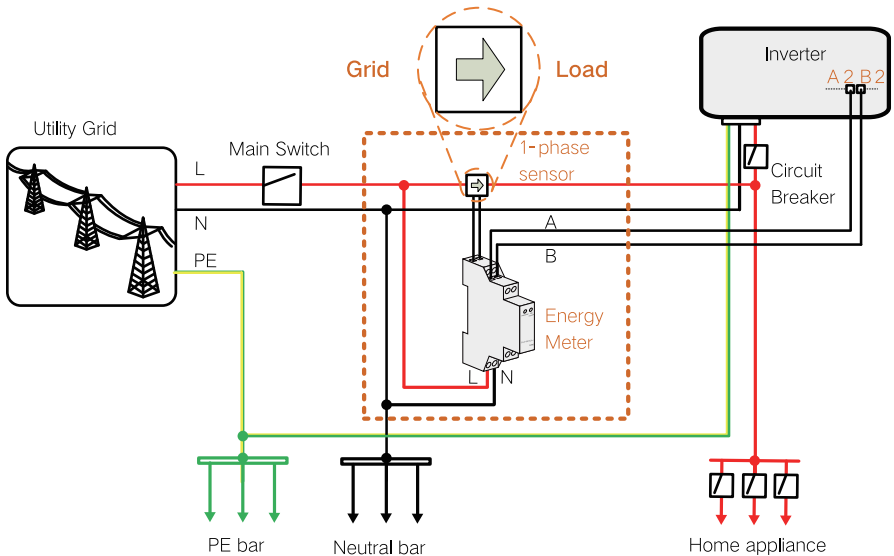 Grid
Load
Inverter
A 2 B 2
Utility Grid
L
Main Switch
1-phase
sensor
Circuit
Breaker
N
A
B
PE
Energy
Meter
L N
PE bar
Neutral bar
Home appliance